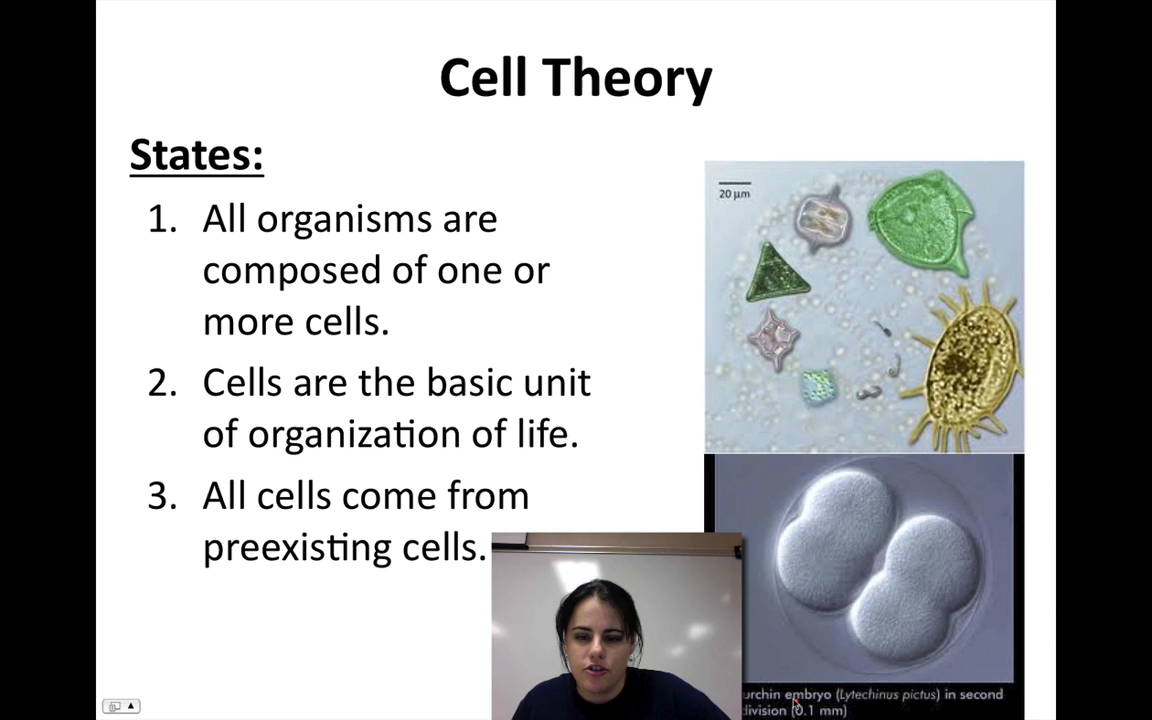 Cell Theory
States:
1. All organisms are
composed of one or
more cells.
2. Cells are the basic unit
of organization of life.
3. All cells come from
preexisting cells.
20 µm
urchin embryo (Lytechinus pictus) in second
division (0.1 mm)